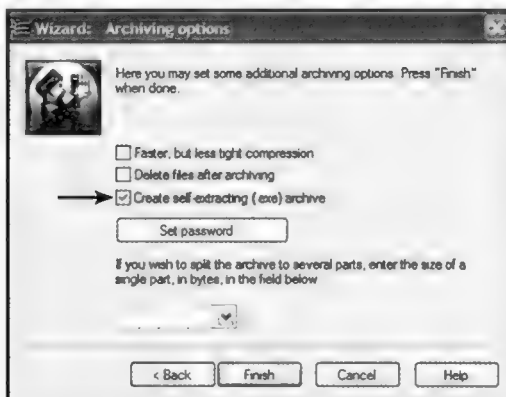 Wizard: Archiving options
Here you may set some additional archiving options. Press "Finish"
when done.
Faster, but less tight compression
Delete files after archiving
Create self-extracting (.exe) archive
Set password
If you wish to split the archive to several parts, enter the size of a
single part, in bytes, in the field below
< Back
Finish
Cancel
Help